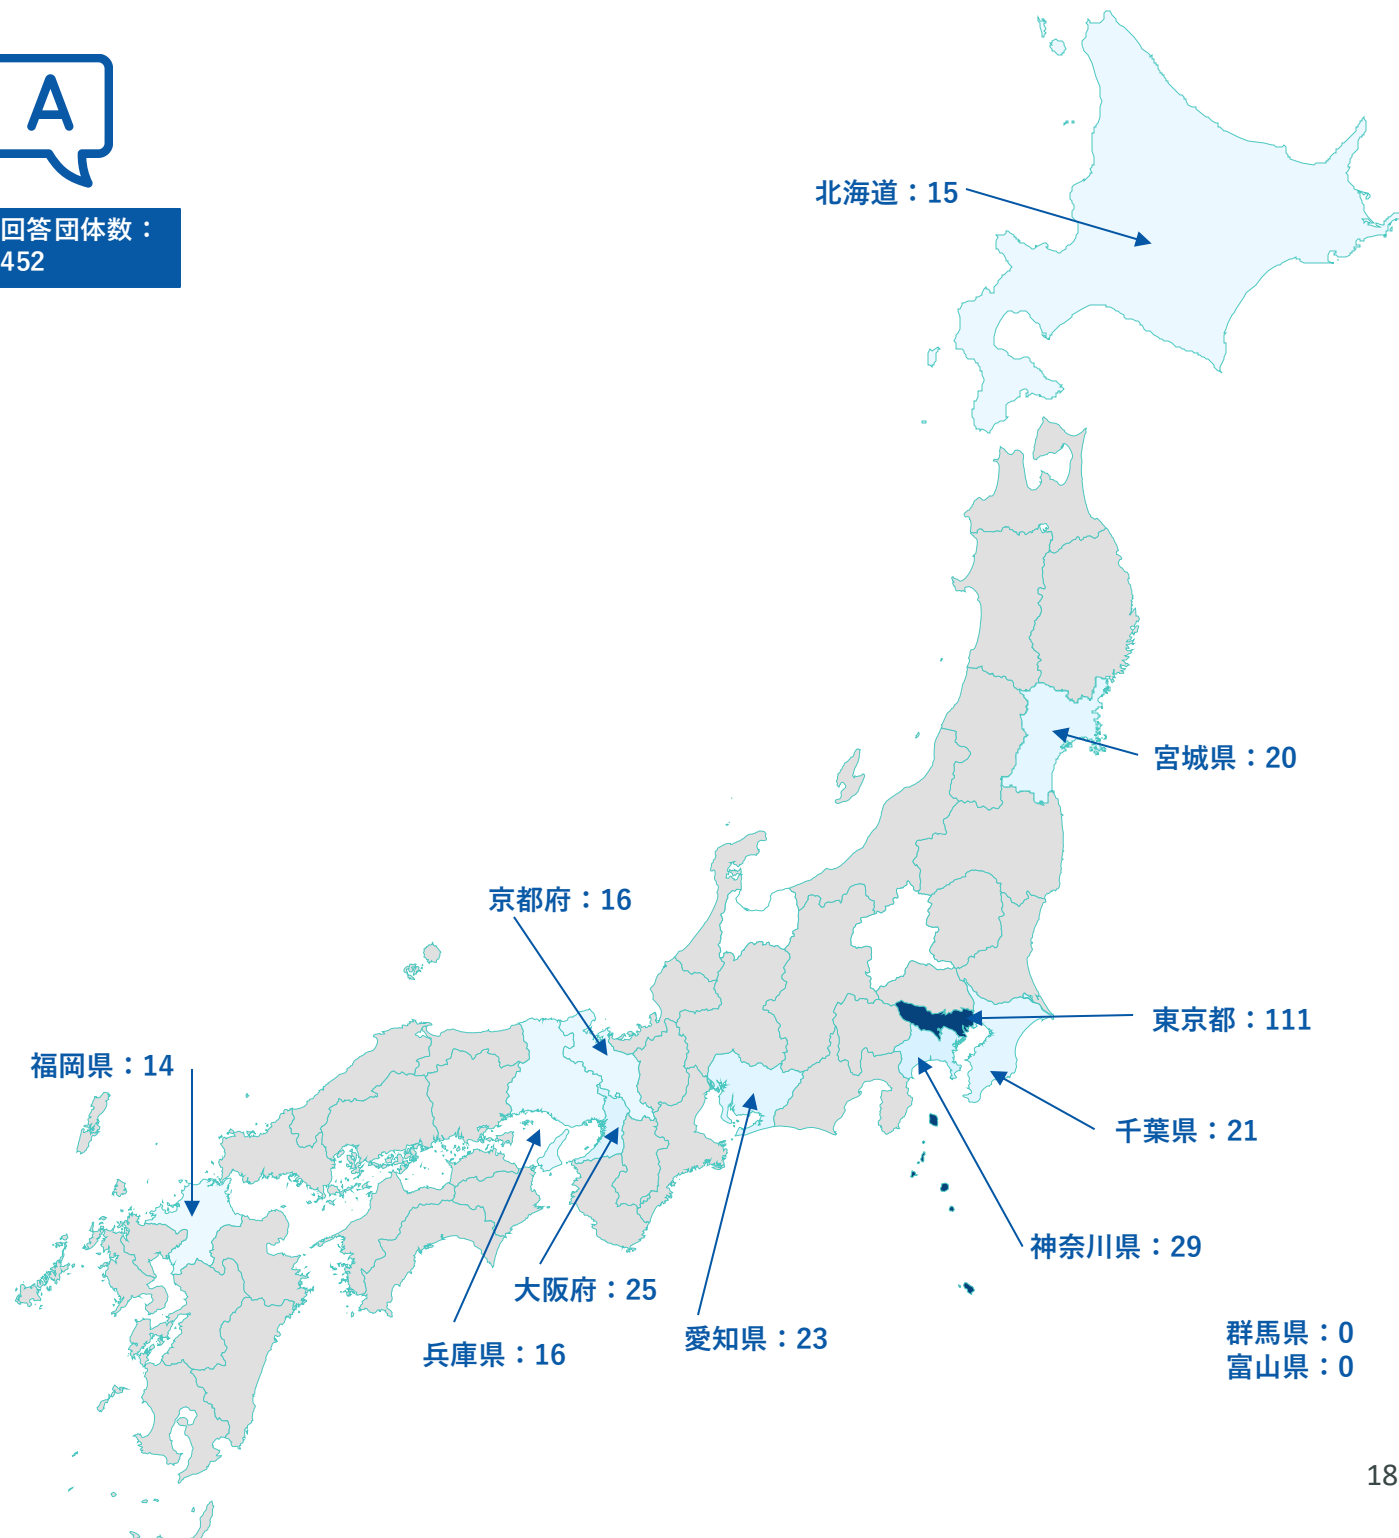 A
回答団体数：
452
北海道：15
宮城県：20
京都府：16
東京都：111
福岡県：14
千葉県：21
神奈川県：29
大阪府：25
愛知県：23
兵庫県：16
群馬県：0
富山県：0
18